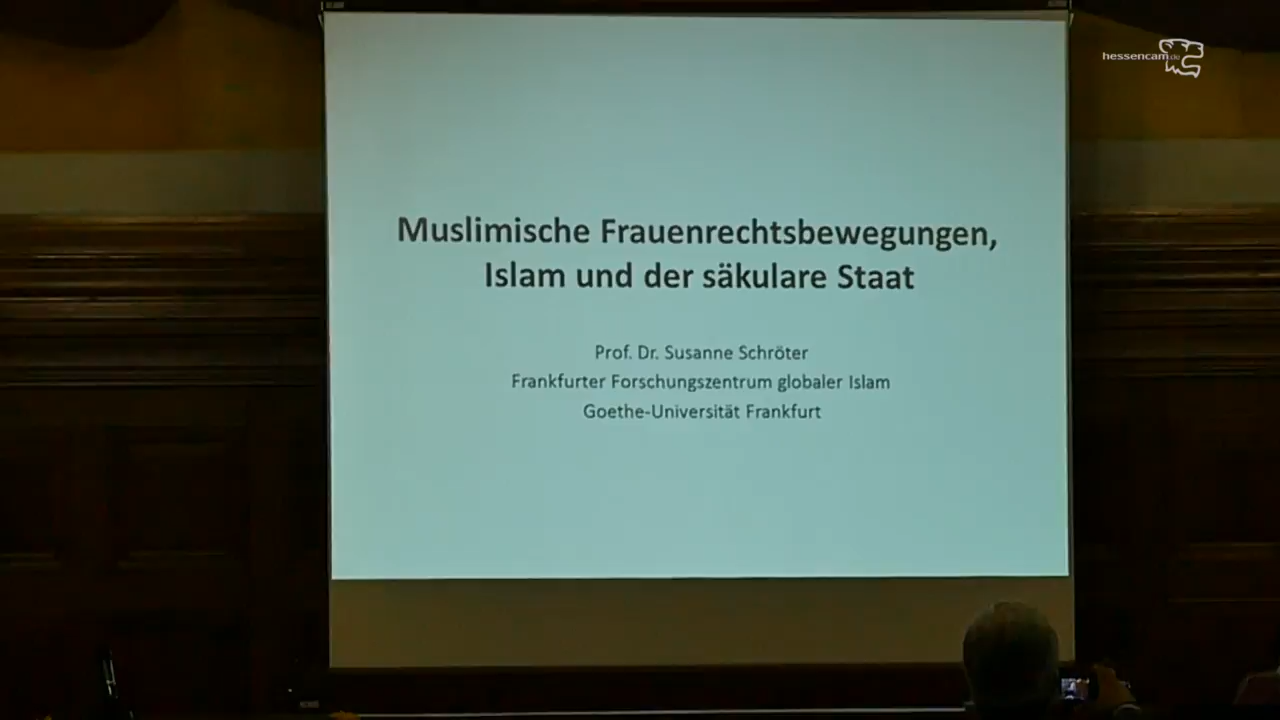 hessencam.de
Muslimische Frauenrechtsbewegungen,
Islam und der säkulare Staat
Prof. Dr. Susanne Schröter
Frankfurter Forschungszentrum globaler Islam
Goethe-Universität Frankfurt